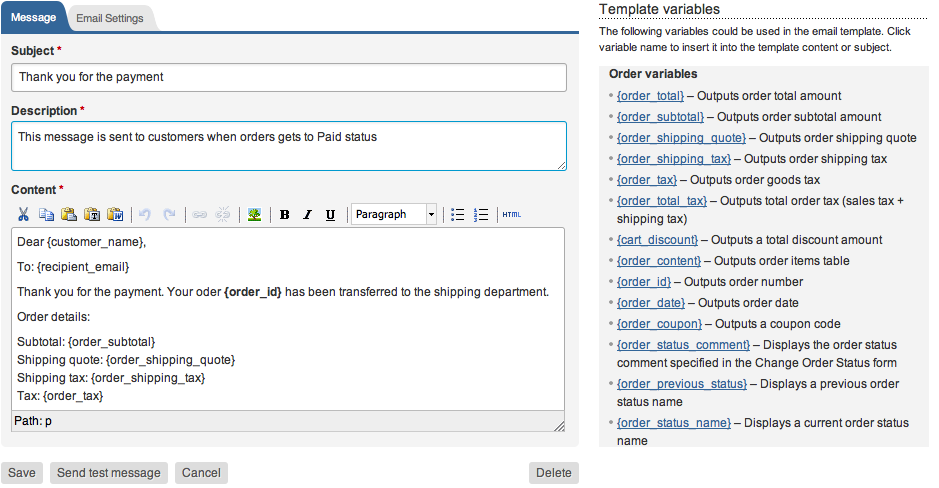 Message
Email Settings
Subject *
Thank you for the payment
Description *
This message is sent to customers when orders gets to Paid status
Content *
B I U Paragraph HTML
Dear {customer_name},
To: {recipient_email}
Thank you for the payment. Your oder {order_id} has been transferred to the shipping department.
Order details:
Subtotal: {order_subtotal}
Shipping quote: {order_shipping_quote}
Shipping tax: {order_shipping_tax}
Tax: {order_tax}
Path: p
Save
Send test message
Cancel
Delete
Template variables
The following variables could be used in the email template. Click
variable name to insert it into the template content or subject.
Order variables
• {order_total} – Outputs order total amount
• {order_subtotal} – Outputs order subtotal amount
• {order_shipping_quote} – Outputs order shipping quote
• {order_shipping_tax} – Outputs order shipping tax
• {order_tax} – Outputs order goods tax
• {order_total_tax} – Outputs total order tax (sales tax +
shipping tax)
• {cart_discount} – Outputs a total discount amount
• {order_content} – Outputs order items table
• {order_id} – Outputs order number
• {order_date} – Outputs order date
• {order_coupon} – Outputs a coupon code
• {order_status_comment} – Displays the order status
comment specified in the Change Order Status form
• {order_previous_status} – Displays a previous order
status name
• {order_status_name} – Displays a current order status
name